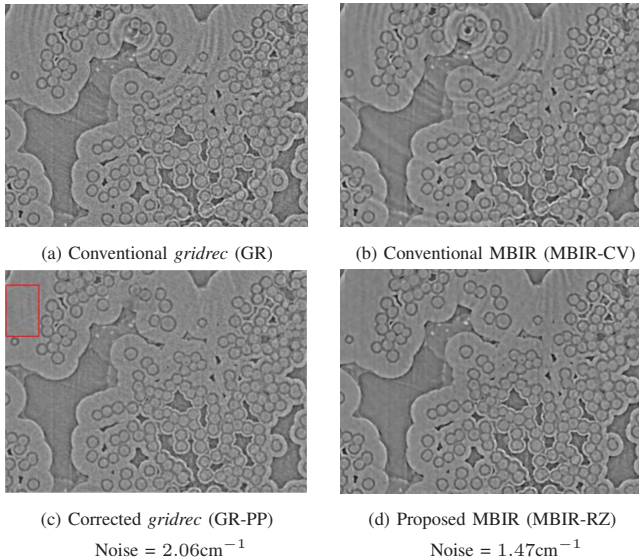 (a) Conventional gridrec (GR)
(b) Conventional MBIR (MBIR-CV)
(c) Corrected gridrec (GR-PP)
Noise = 2.06cm⁻¹
(d) Proposed MBIR (MBIR-RZ)
Noise = 1.47cm⁻¹